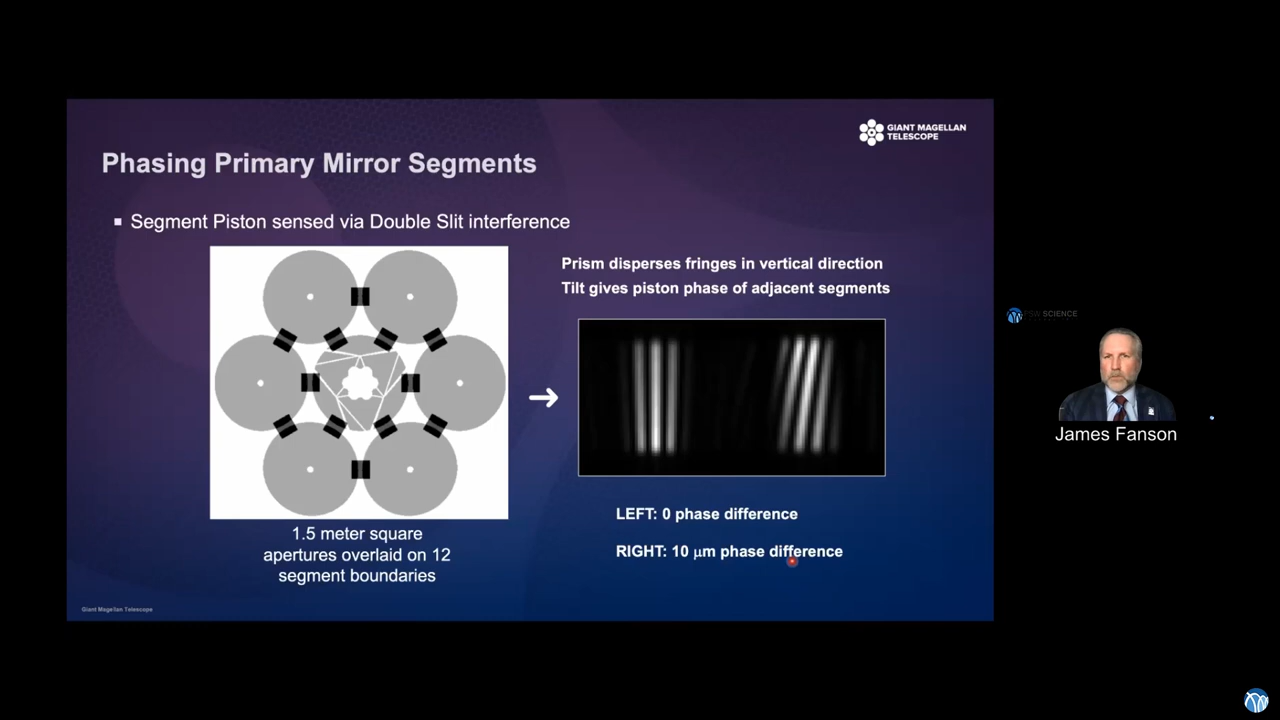 GIANT MAGELLAN
TELESCOPE
Phasing Primary Mirror Segments
Segment Piston sensed via Double Slit interference
Prism disperses fringes in vertical direction
Tilt gives piston phase of adjacent segments
LEFT: 0 phase difference
RIGHT: 10 μm phase difference
1.5 meter square
apertures overlaid on 12
segment boundaries
Giant Magellan Telescope
PSW SCIENCE
James Fanson